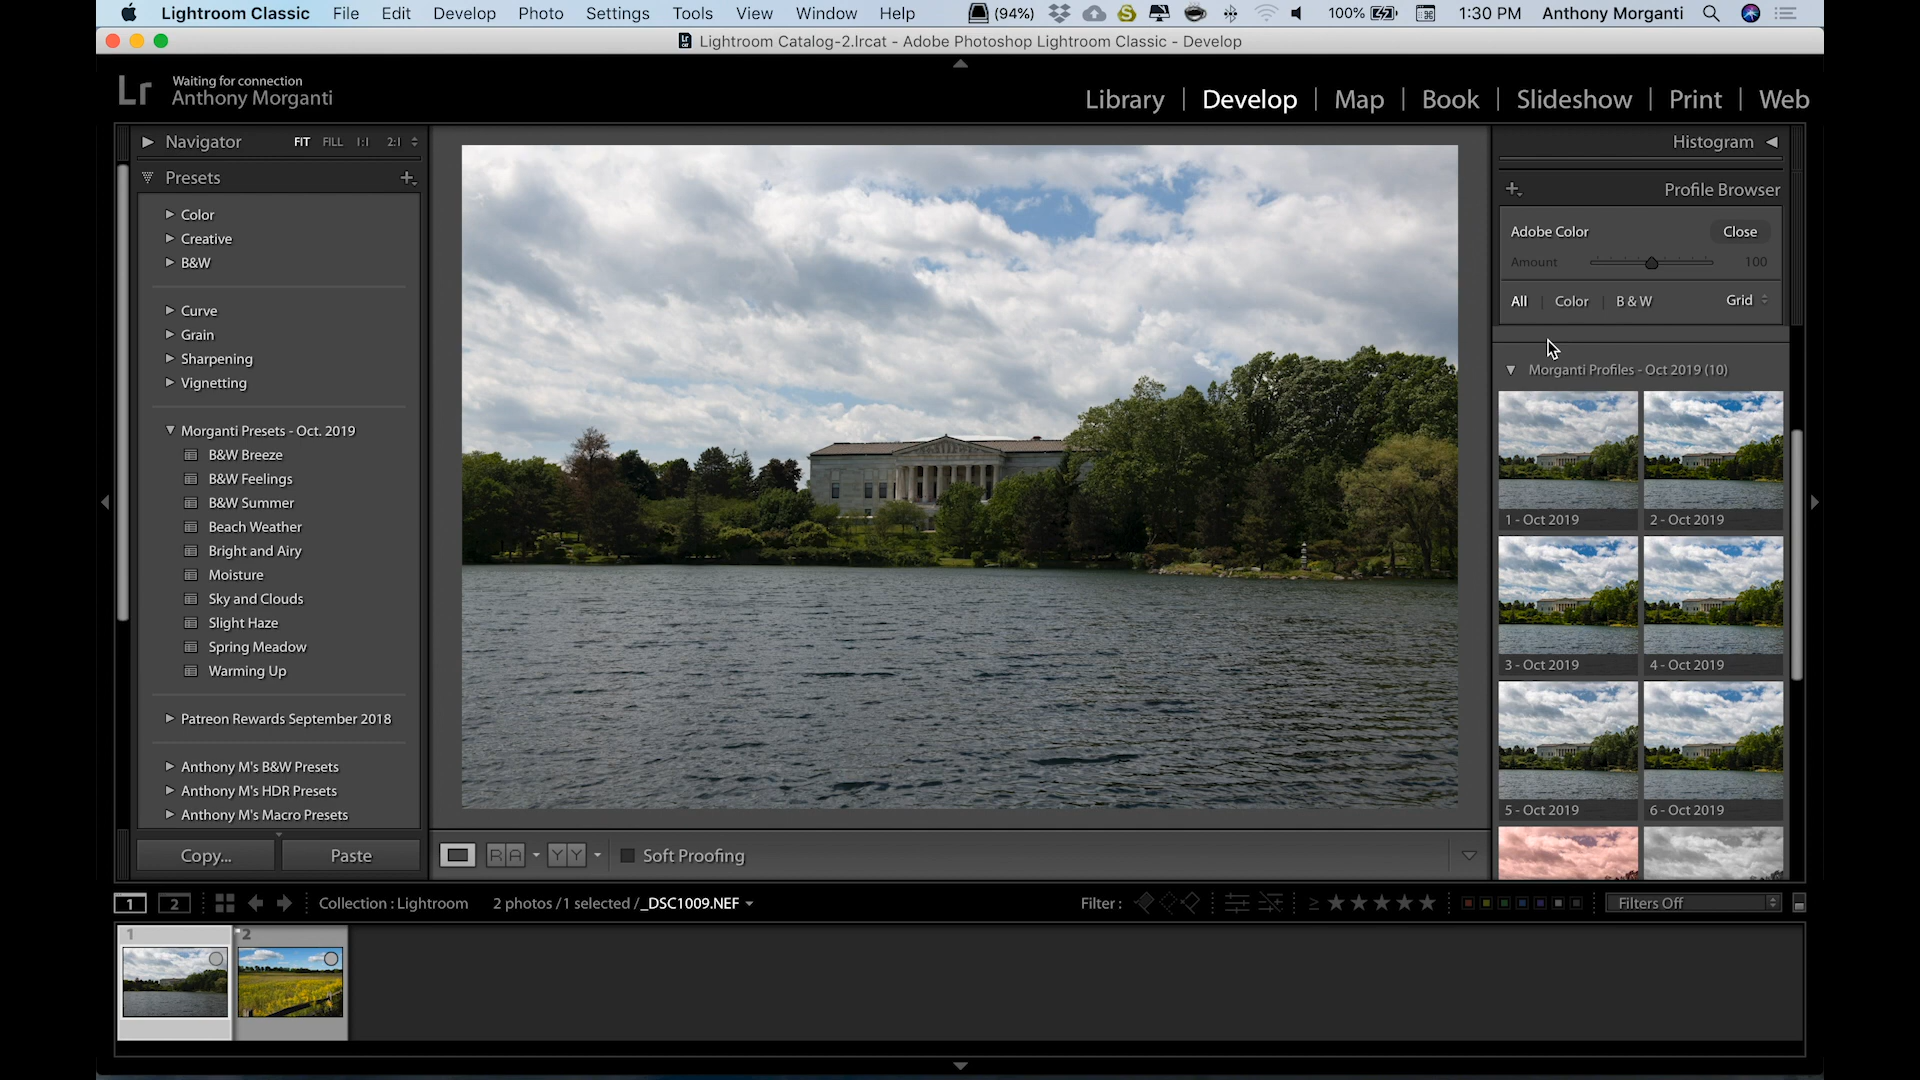 Lightroom Classic File Edit Develop Photo Settings Tools View Window Help (94%) 100% 1:30 PM Anthony Morganti
Lightroom Catalog-2.lrcat - Adobe Photoshop Lightroom Classic - Develop
Lr Waiting for connection
Anthony Morganti
Library | Develop | Map | Book | Slideshow | Print | Web
Navigator FIT FILL 1:1 2:1
Histogram
Presets
Profile Browser
Color
Creative
B&W
Curve
Grain
Sharpening
Vignetting
Morganti Presets - Oct. 2019
B&W Breeze
B&W Feelings
B&W Summer
Beach Weather
Bright and Airy
Moisture
Sky and Clouds
Slight Haze
Spring Meadow
Warming Up
Patreon Rewards September 2018
Anthony M's B&W Presets
Anthony M's HDR Presets
Anthony M's Macro Presets
Copy... Paste
Adobe Color Close
Amount 100
All Color B & W Grid
Morganti Profiles - Oct 2019 (10)
1 - Oct 2019 2 - Oct 2019
3 - Oct 2019 4 - Oct 2019
5 - Oct 2019 6 - Oct 2019
R A Y Y Soft Proofing
1 2 Collection : Lightroom 2 photos / 1 selected / _DSC1009.NEF Filter : ≥ ★★★★★ Filters Off
1 2